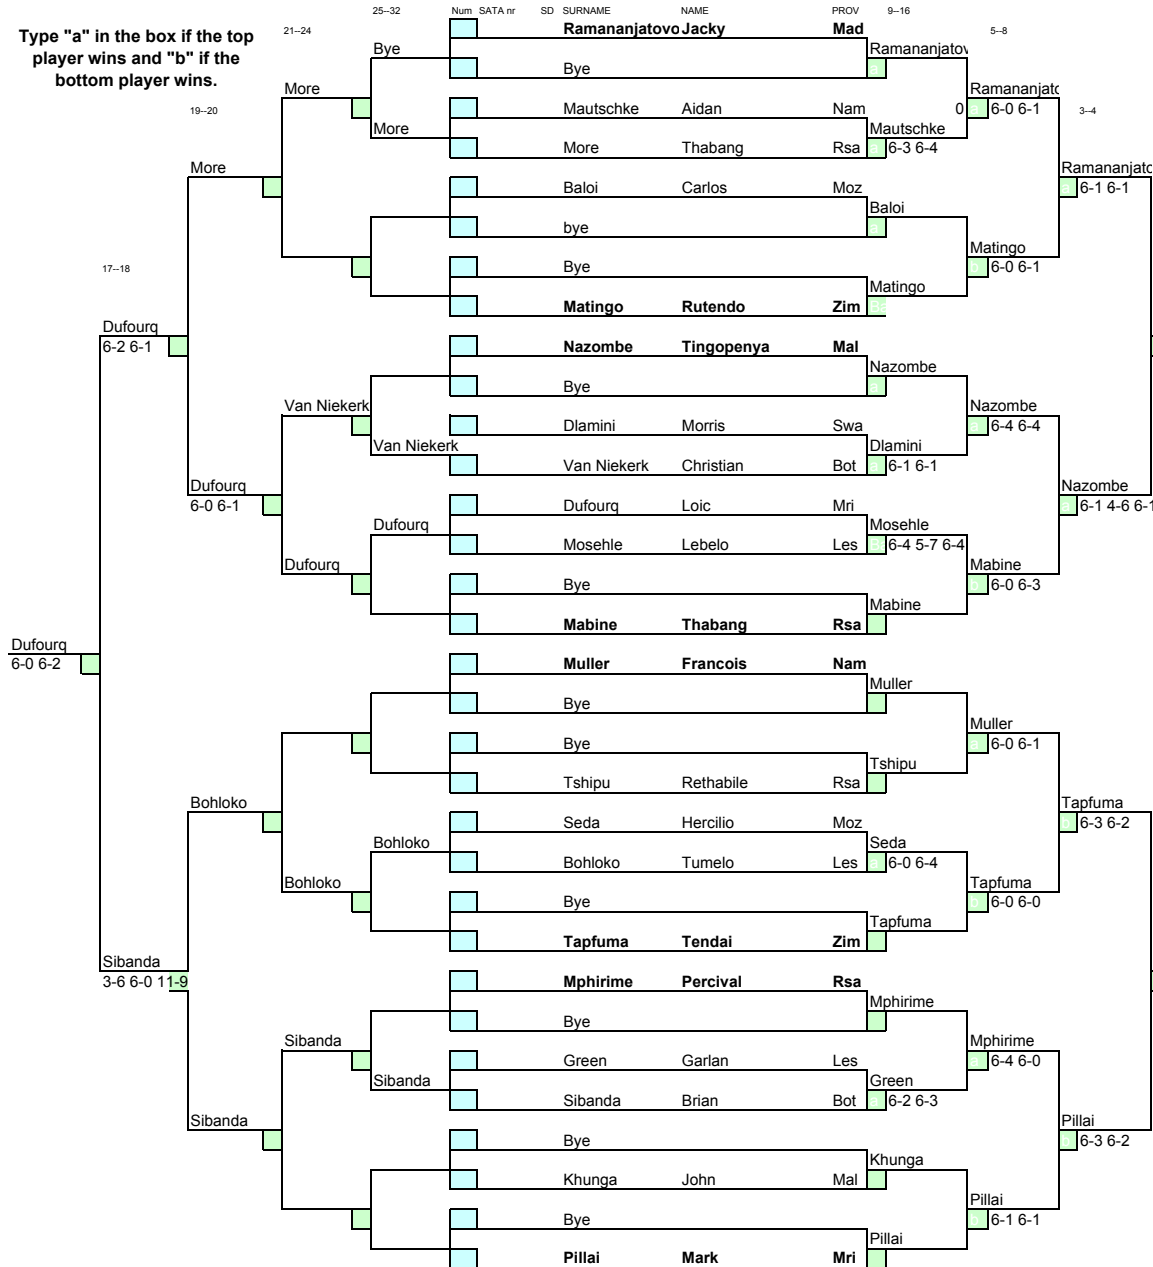 25--32 Num SATA nr SD SURNAME NAME PROV 9--16
Type "a" in the box if the top player wins and "b" if the bottom player wins.
21--24 Ramananjatovo Jacky Mad 5--8
Bye Ramananjatov
Bye a
More Ramananjato
19--20 Mautschke Aidan Nam 0 a 6-0 6-1 3--4
More Mautschke
More Thabang Rsa a 6-3 6-4
More Ramananjato
Baloi Carlos Moz a 6-1 6-1
Baloi
bye a
Matingo
17--18 Bye b 6-0 6-1
Matingo
Matingo Rutendo Zim
Dufourq
6-2 6-1 Nazombe Tingopenya Mal
Nazombe
Bye a
Van Niekerk Nazombe
Dlamini Morris Swa a 6-4 6-4
Van Niekerk Dlamini
Van Niekerk Christian Bot a 6-1 6-1
Dufourq Nazombe
6-0 6-1 Dufourq Loic Mri a 6-1 4-6 6-1
Dufourq Mosehle
Mosehle Lebelo Les B 6-4 5-7 6-4
Dufourq Mabine
Bye b 6-0 6-3
Mabine
Mabine Thabang Rsa
Dufourq
6-0 6-2 Muller Francois Nam
Muller
Bye
Muller
Bye a 6-0 6-1
Tshipu
Tshipu Rethabile Rsa
Bohloko Tapfuma
Seda Hercilio Moz b 6-3 6-2
Bohloko Seda
Bohloko Tumelo Les a 6-0 6-4
Bohloko Tapfuma
Bye b 6-0 6-0
Tapfuma
Tapfuma Tendai Zim
Sibanda
3-6 6-0 11-9 Mphirime Percival Rsa
Mphirime
Bye
Sibanda Mphirime
Green Garlan Les a 6-4 6-0
Sibanda Green
Sibanda Brian Bot a 6-2 6-3
Sibanda Pillai
Bye b 6-3 6-2
Khunga
Khunga John Mal
Pillai
Bye b 6-1 6-1
Pillai
Pillai Mark Mri